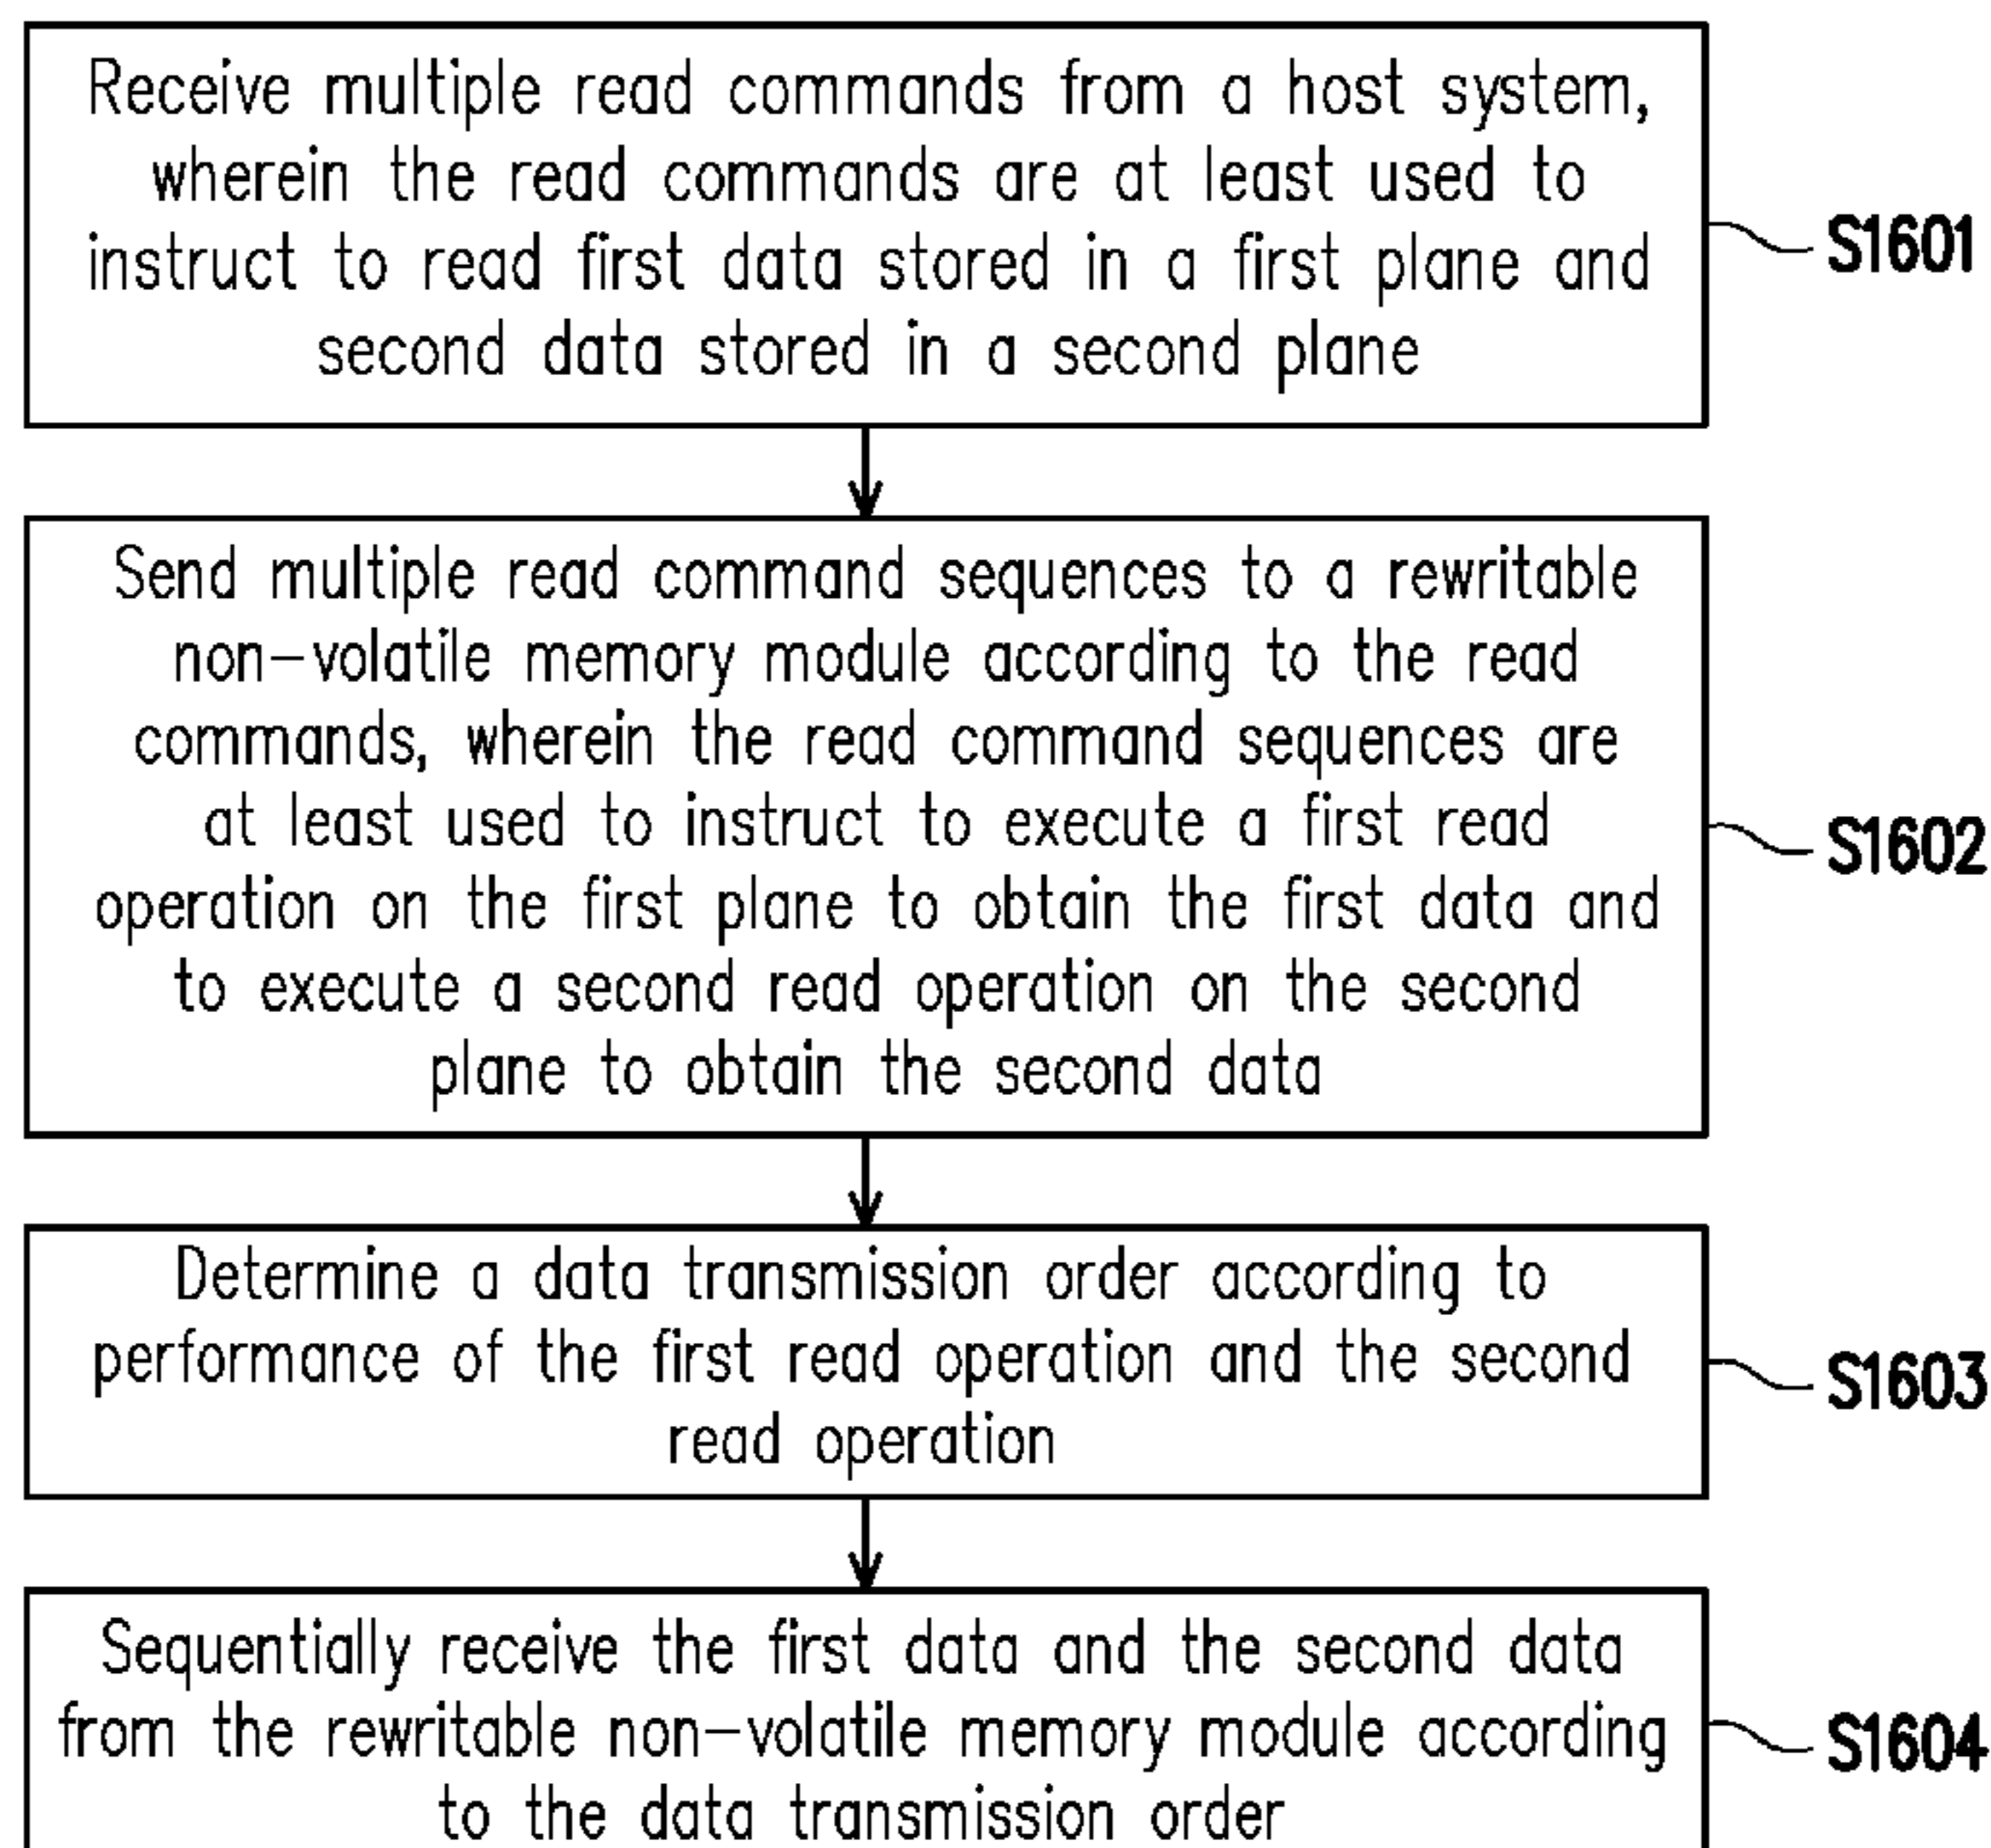 Receive multiple read commands from a host system,
wherein the read commands are at least used to
instruct to read first data stored in a first plane and
second data stored in a second plane
S1601
Send multiple read command sequences to a rewritable
non-volatile memory module according to the read
commands, wherein the read command sequences are
at least used to instruct to execute a first read
operation on the first plane to obtain the first data and
to execute a second read operation on the second
plane to obtain the second data
S1602
Determine a data transmission order according to
performance of the first read operation and the second
read operation
S1603
Sequentially receive the first data and the second data
from the rewritable non-volatile memory module according
to the data transmission order
S1604